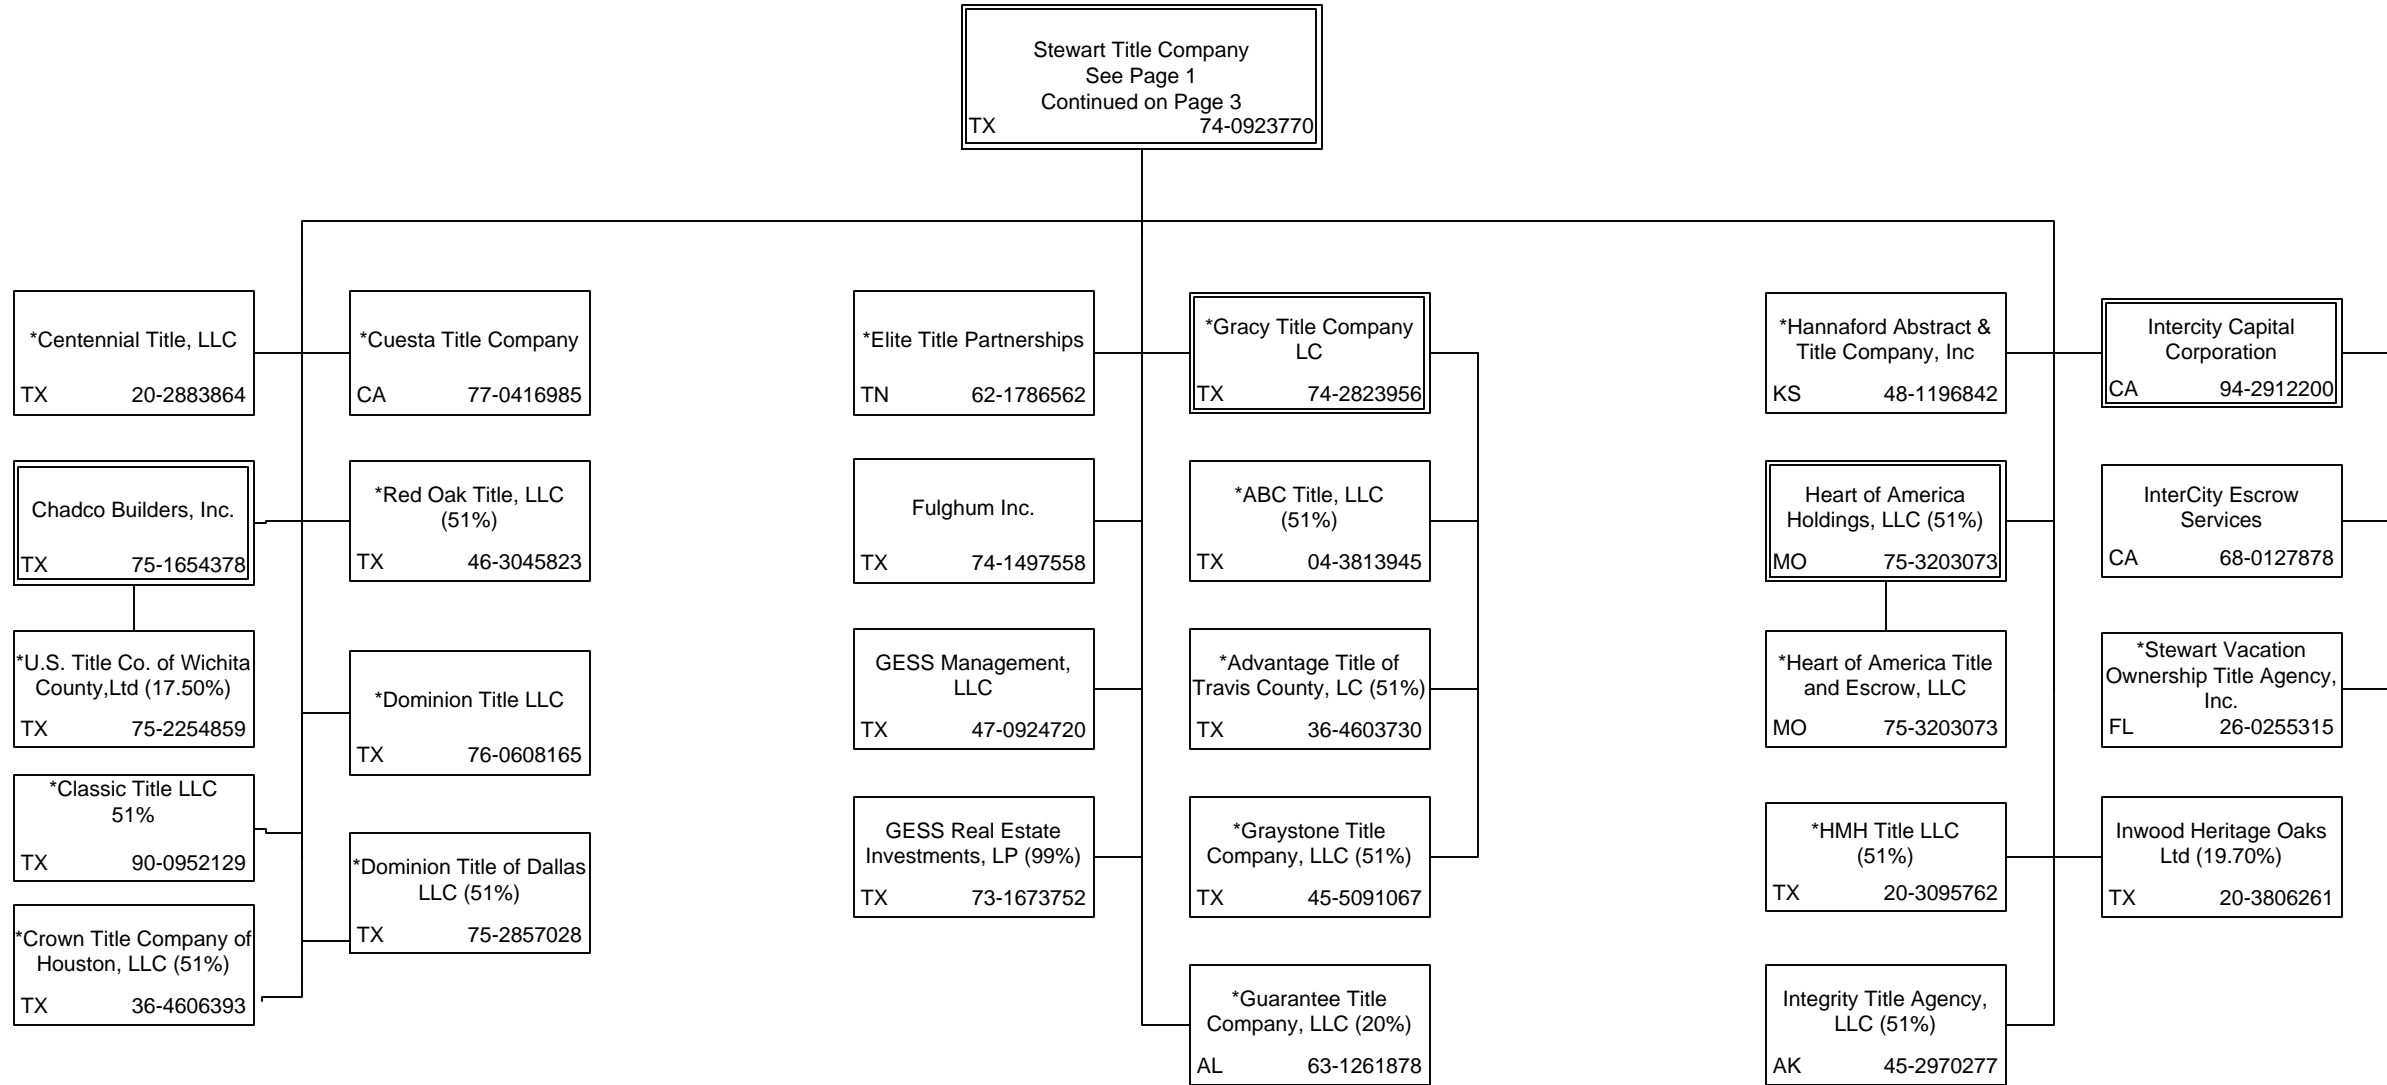 Stewart Title Company
See Page 1
Continued on Page 3
TX 74-0923770
*Centennial Title, LLC
TX 20-2883864
*Cuesta Title Company
CA 77-0416985
*Elite Title Partnerships
TN 62-1786562
*Gracy Title Company
LC
TX 74-2823956
*Hannaford Abstract &
Title Company, Inc
KS 48-1196842
Intercity Capital
Corporation
CA 94-2912200
Chadco Builders, Inc.
TX 75-1654378
*Red Oak Title, LLC
(51%)
TX 46-3045823
Fulghum Inc.
TX 74-1497558
*ABC Title, LLC
(51%)
TX 04-3813945
Heart of America
Holdings, LLC (51%)
MO 75-3203073
InterCity Escrow
Services
CA 68-0127878
*U.S. Title Co. of Wichita
County,Ltd (17.50%)
TX 75-2254859
*Dominion Title LLC
TX 76-0608165
GESS Management,
LLC
TX 47-0924720
*Advantage Title of
Travis County, LC (51%)
TX 36-4603730
*Heart of America Title
and Escrow, LLC
MO 75-3203073
*Stewart Vacation
Ownership Title Agency,
Inc.
FL 26-0255315
*Classic Title LLC
51%
TX 90-0952129
*Dominion Title of Dallas
LLC (51%)
TX 75-2857028
GESS Real Estate
Investments, LP (99%)
TX 73-1673752
*Graystone Title
Company, LLC (51%)
TX 45-5091067
*HMH Title LLC
(51%)
TX 20-3095762
Inwood Heritage Oaks
Ltd (19.70%)
TX 20-3806261
*Crown Title Company of
Houston, LLC (51%)
TX 36-4606393
*Guarantee Title
Company, LLC (20%)
AL 63-1261878
Integrity Title Agency,
LLC (51%)
AK 45-2970277